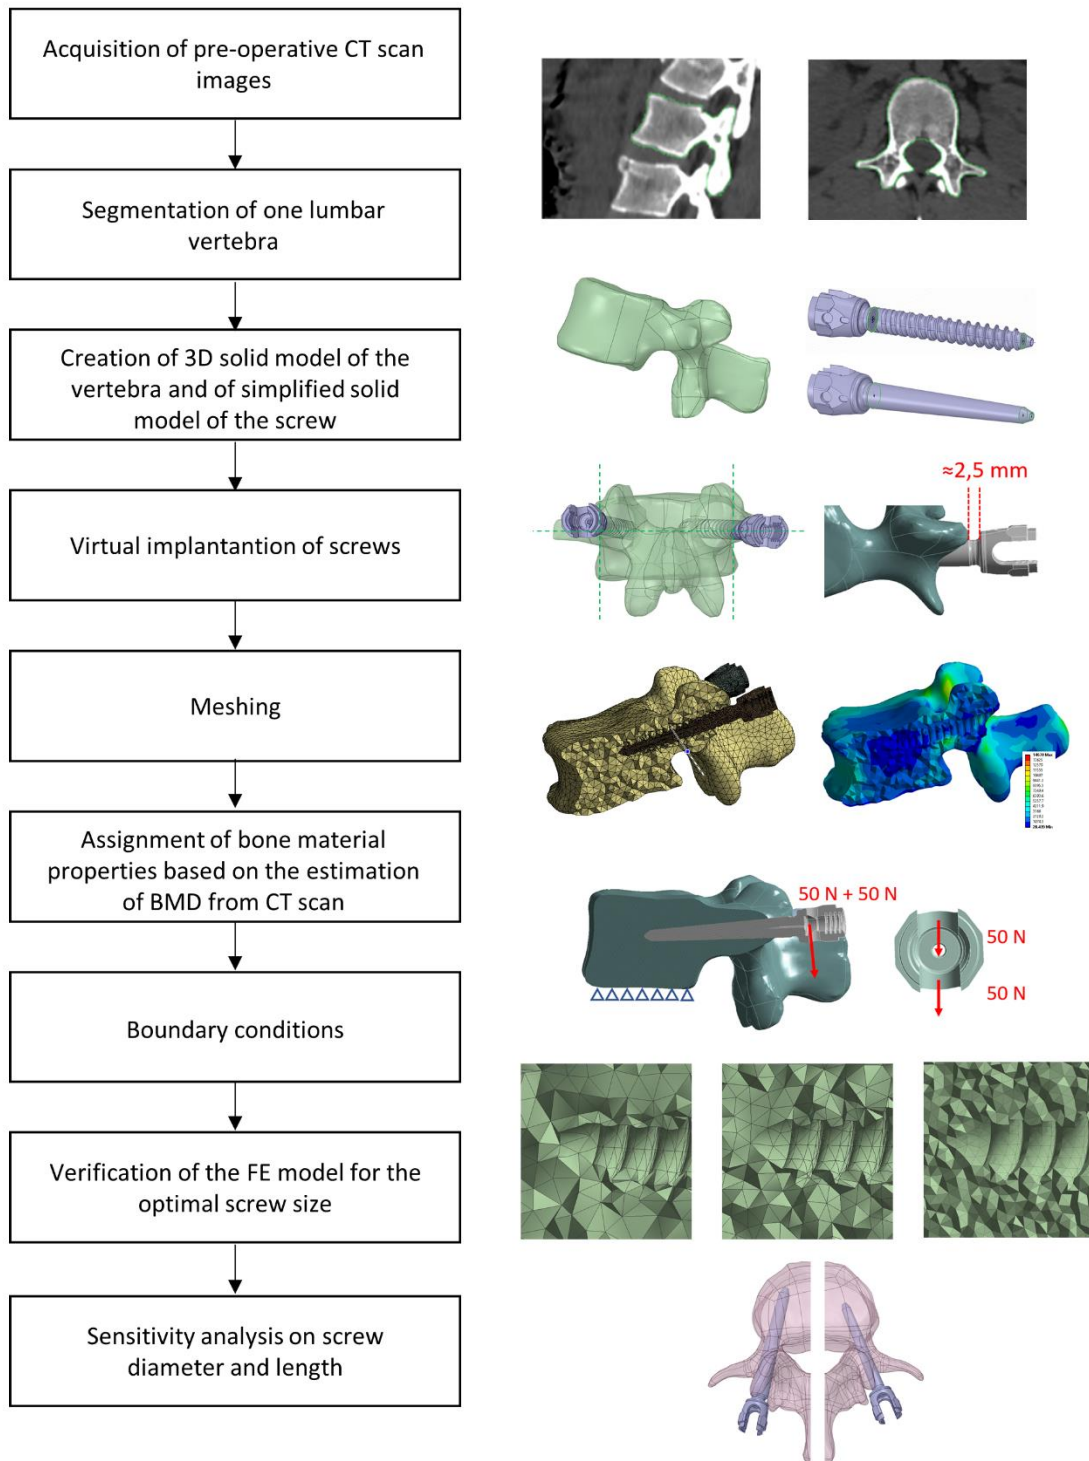 Acquisition of pre-operative CT scan
images
Segmentation of one lumbar
vertebra
Creation of 3D solid model of the
vertebra and of simplified solid
model of the screw
≈2,5 mm
Virtual implantantion of screws
Meshing
Assignment of bone material
properties based on the estimation
of BMD from CT scan
50 N + 50 N
50 N
50 N
Boundary conditions
Verification of the FE model for the
optimal screw size
Sensitivity analysis on screw
diameter and length